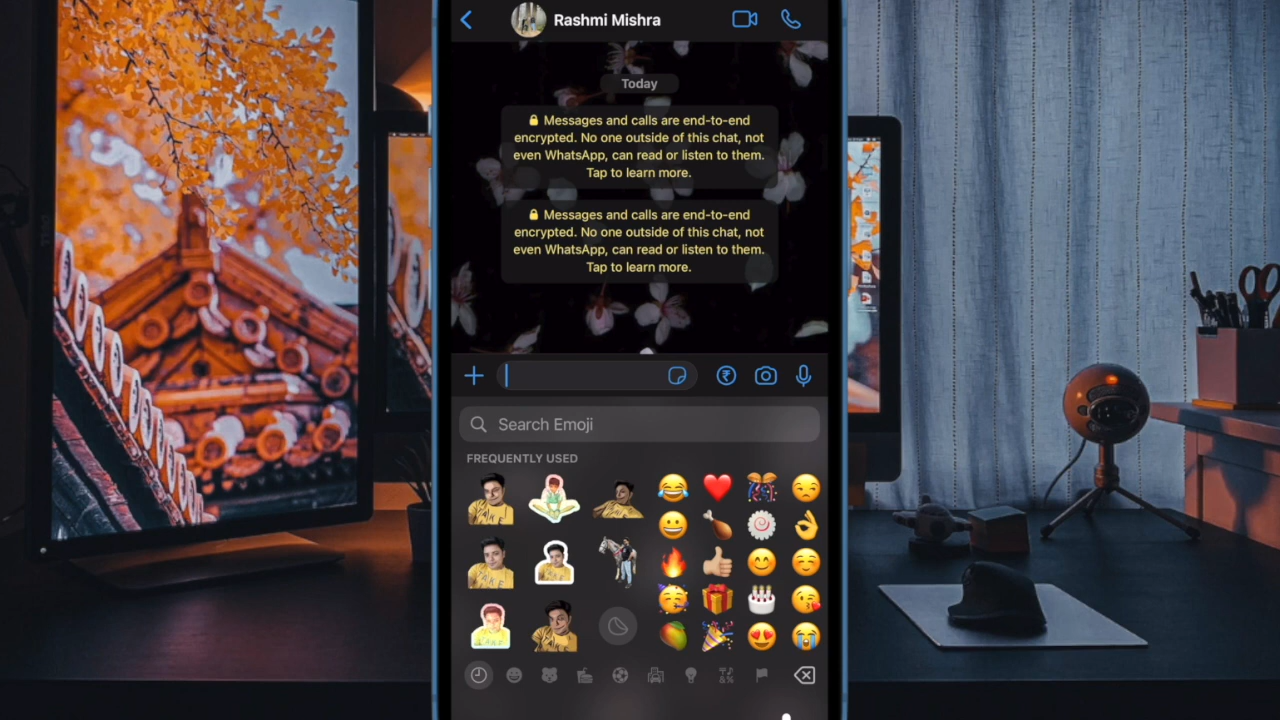 Rashmi Mishra
Today
Messages and calls are end-to-end
encrypted. No one outside of this chat, not
even WhatsApp, can read or listen to them.
Tap to learn more.
Messages and calls are end-to-end
encrypted. No one outside of this chat, not
even WhatsApp, can read or listen to them.
Tap to learn more.
Search Emoji
FREQUENTLY USED